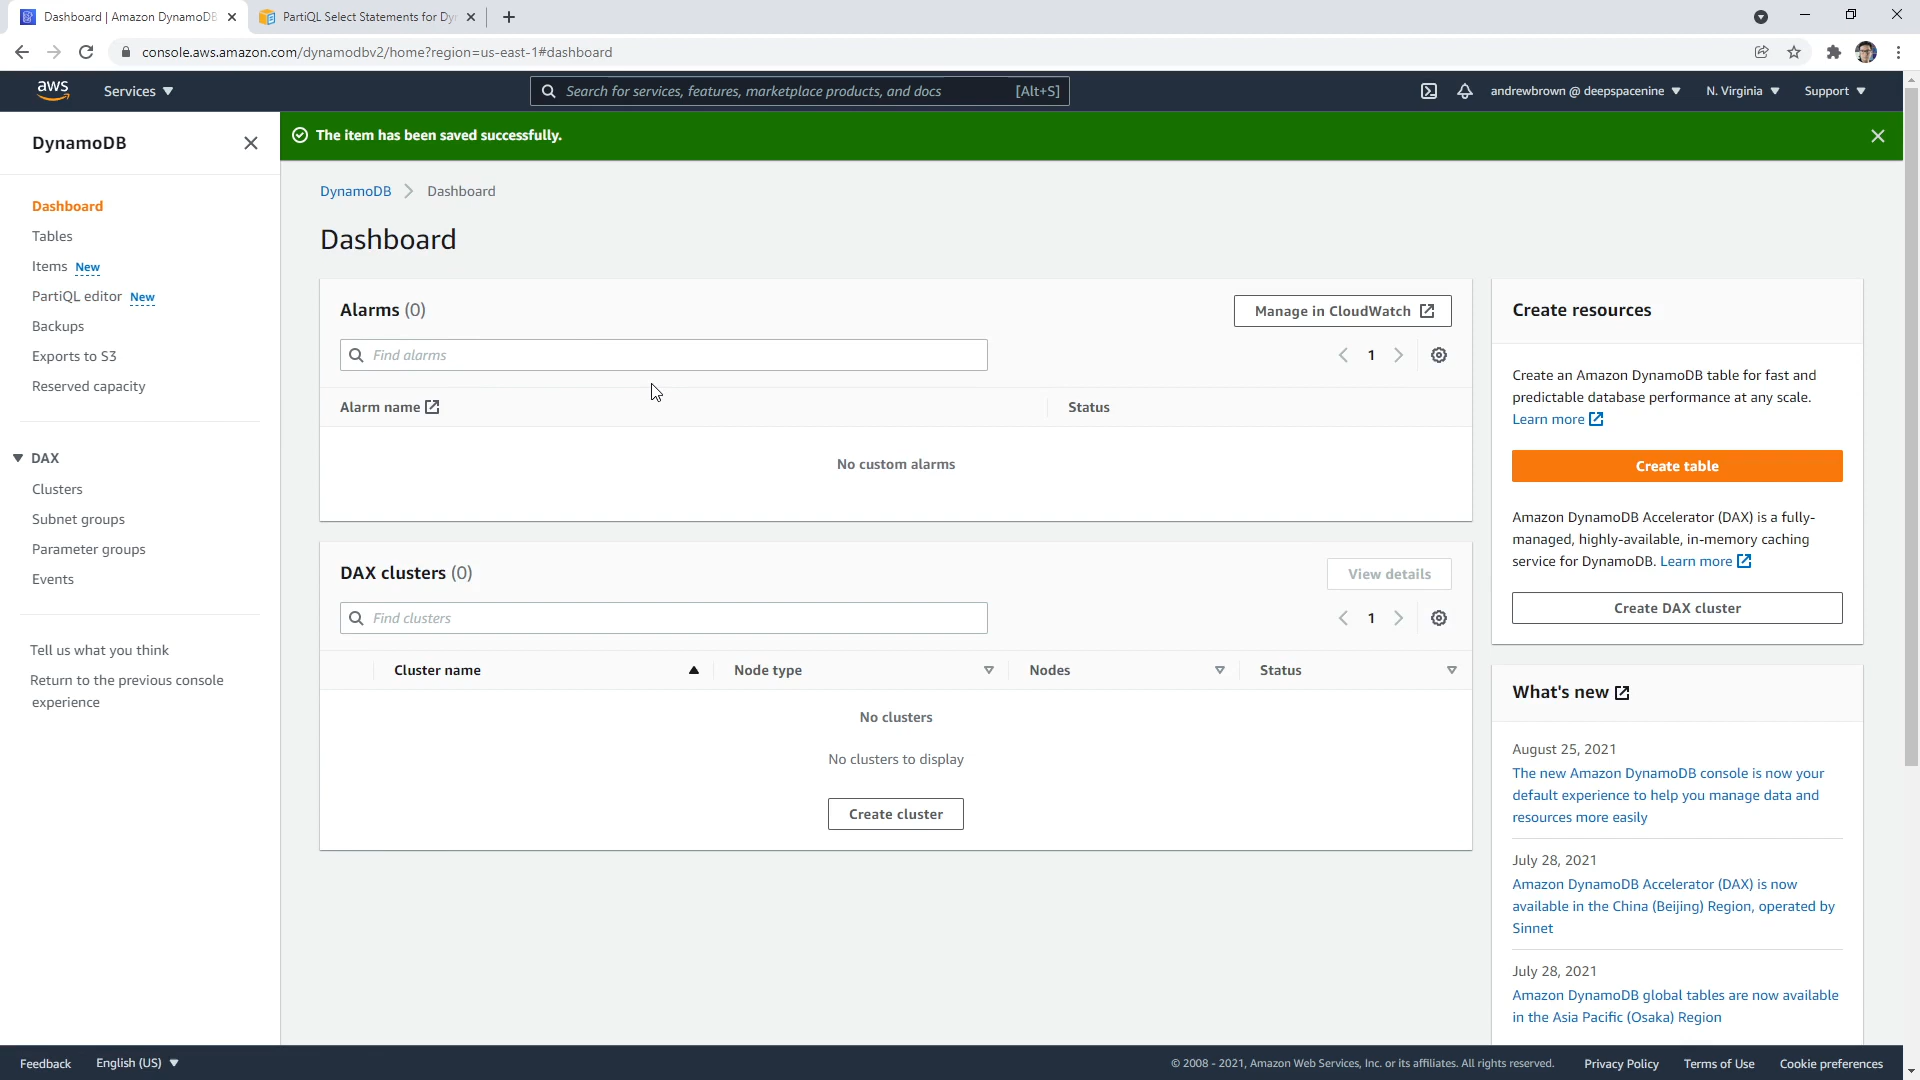 Dashboard | Amazon DynamoDB
PartiQL Select Statements for Dy
console.aws.amazon.com/dynamodbv2/home?region=us-east-1#dashboard
aws
Services
Search for services, features, marketplace products, and docs
[Alt+S]
andrewbrown @ deepspacenine
N. Virginia
Support
DynamoDB
Dashboard
Tables
Items New
PartiQL editor New
Backups
Exports to S3
Reserved capacity
DAX
Clusters
Subnet groups
Parameter groups
Events
Tell us what you think
Return to the previous console
experience
The item has been saved successfully.
DynamoDB
Dashboard
Dashboard
Alarms (0)
Manage in CloudWatch
Find alarms
1
Alarm name
Status
No custom alarms
DAX clusters (0)
View details
Find clusters
1
Cluster name
Node type
Nodes
Status
No clusters
No clusters to display
Create cluster
Create resources
Create an Amazon DynamoDB table for fast and
predictable database performance at any scale.
Learn more
Create table
Amazon DynamoDB Accelerator (DAX) is a fully-
managed, highly-available, in-memory caching
service for DynamoDB. Learn more
Create DAX cluster
What's new
August 25, 2021
The new Amazon DynamoDB console is now your
default experience to help you manage data and
resources more easily
July 28, 2021
Amazon DynamoDB Accelerator (DAX) is now
available in the China (Beijing) Region, operated by
Sinnet
July 28, 2021
Amazon DynamoDB global tables are now available
in the Asia Pacific (Osaka) Region
Feedback
English (US)
© 2008 - 2021, Amazon Web Services, Inc. or its affiliates. All rights reserved.
Privacy Policy
Terms of Use
Cookie preferences